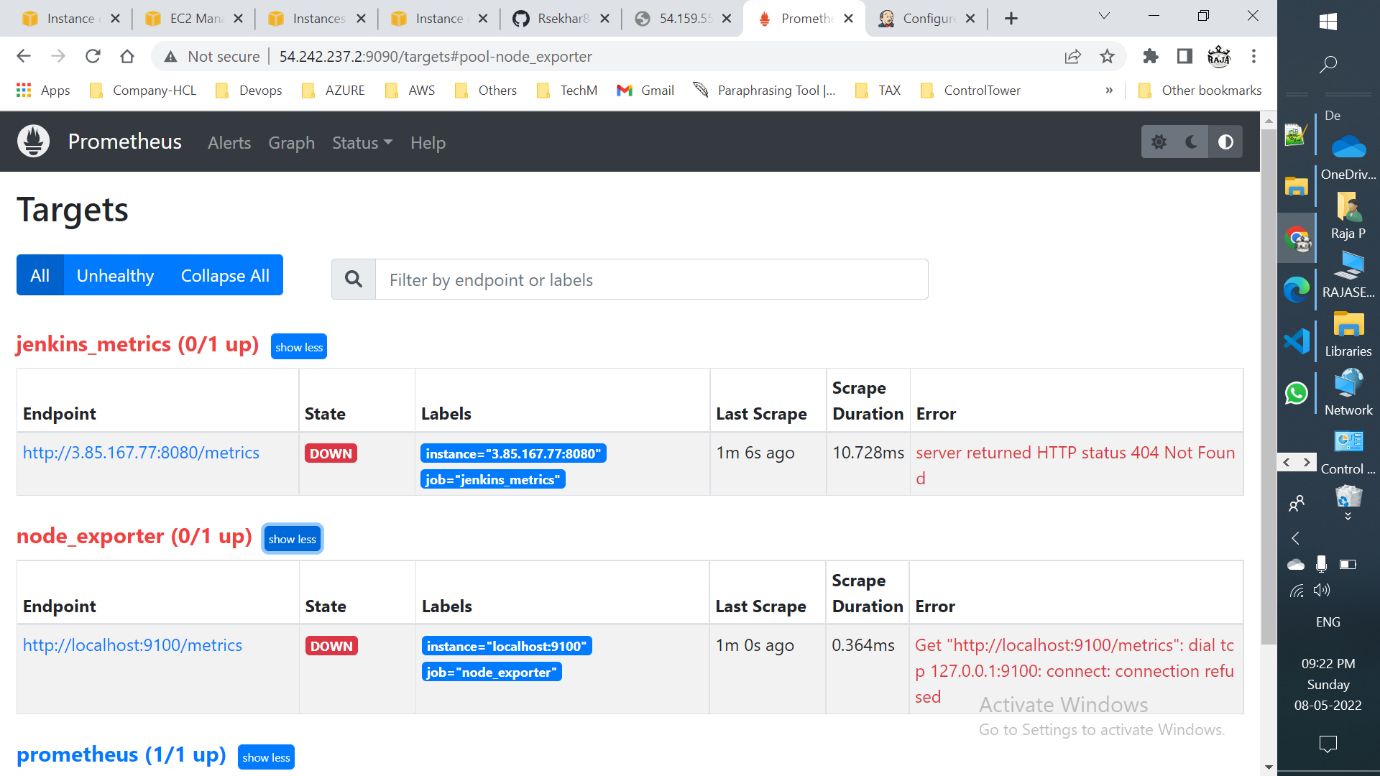 Instance
EC2 Mana
Instances
Instance
Rsekhar8
54.159.55
Prometh
Configure
Not secure
54.242.237.2:9090/targets#pool-node_exporter
Apps
Company-HCL
Devops
AZURE
AWS
Others
TechM
Gmail
Paraphrasing Tool |...
TAX
ControlTower
»
Other bookmarks
Prometheus
Alerts
Graph
Status
Help
Targets
All
Unhealthy
Collapse All
Filter by endpoint or labels
jenkins_metrics (0/1 up)
show less
Endpoint
State
Labels
Last Scrape
Scrape
Duration
Error
http://3.85.167.77:8080/metrics
DOWN
instance="3.85.167.77:8080"
job="jenkins_metrics"
1m 6s ago
10.728ms
server returned HTTP status 404 Not Foun
d
node_exporter (0/1 up)
show less
Endpoint
State
Labels
Last Scrape
Scrape
Duration
Error
http://localhost:9100/metrics
DOWN
instance="localhost:9100"
job="node_exporter"
1m 0s ago
0.364ms
Get "http://localhost:9100/metrics": dial tc
p 127.0.0.1:9100: connect: connection refu
sed
Activate Windows
Go to Settings to activate Windows.
prometheus (1/1 up)
show less
De
OneDriv...
Raja P
RAJASE...
Libraries
Network
Control ...
ENG
09:22 PM
Sunday
08-05-2022